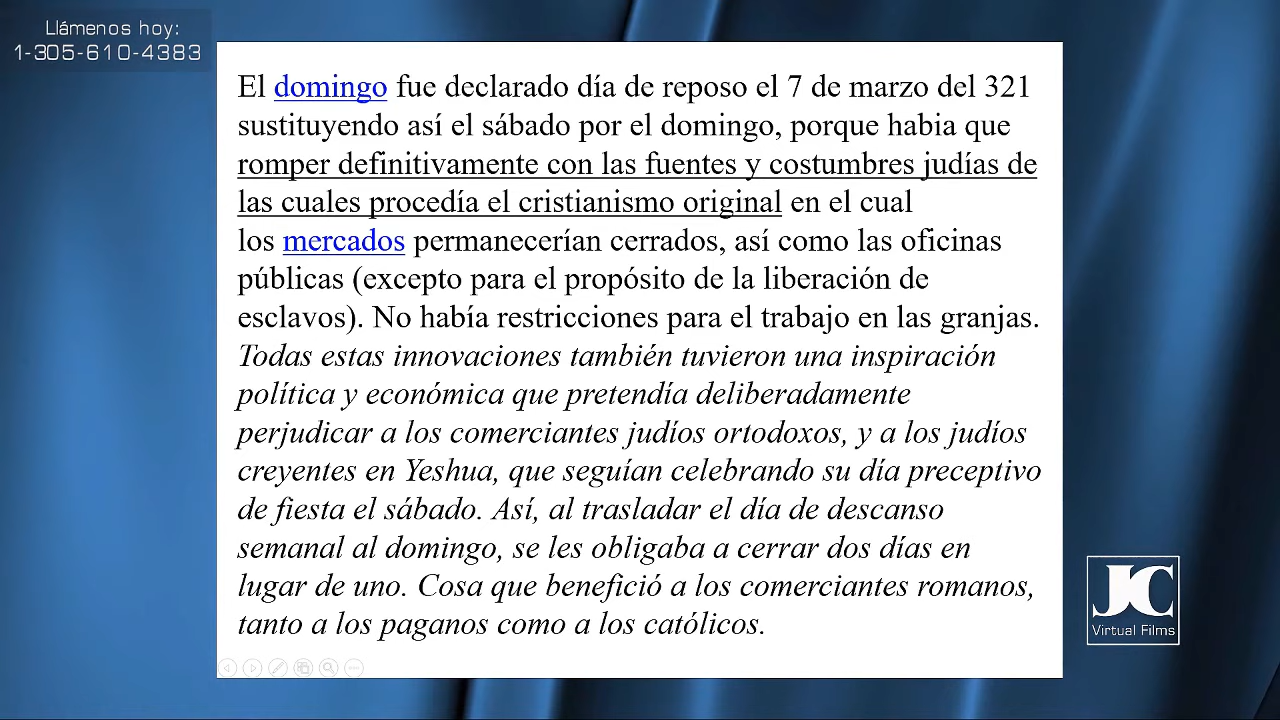 Llámenos hoy:
1-305-610-4383
El domingo fue declarado día de reposo el 7 de marzo del 321
sustituyendo así el sábado por el domingo, porque habia que
romper definitivamente con las fuentes y costumbres judías de
las cuales procedía el cristianismo original en el cual
los mercados permanecerían cerrados, así como las oficinas
públicas (excepto para el propósito de la liberación de
esclavos). No había restricciones para el trabajo en las granjas.
Todas estas innovaciones también tuvieron una inspiración
política y económica que pretendía deliberadamente
perjudicar a los comerciantes judíos ortodoxos, y a los judíos
creyentes en Yeshua, que seguían celebrando su día preceptivo
de fiesta el sábado. Así, al trasladar el día de descanso
semanal al domingo, se les obligaba a cerrar dos días en
lugar de uno. Cosa que benefició a los comerciantes romanos,
tanto a los paganos como a los católicos.
JC
Virtual Films